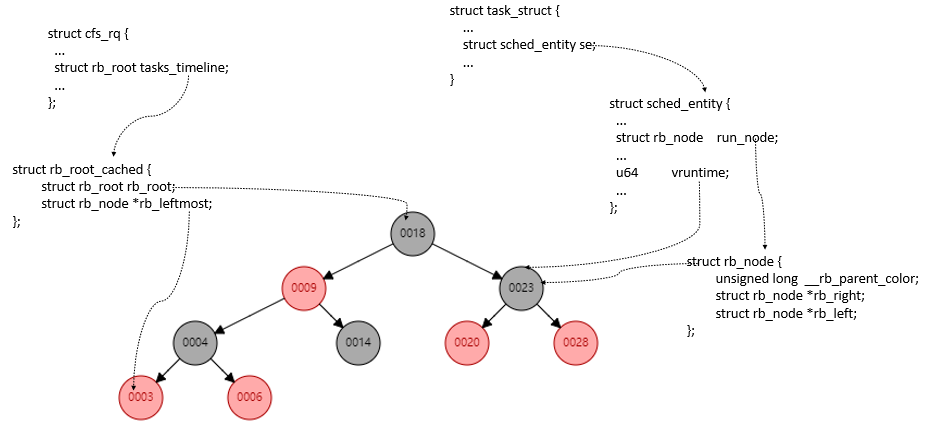 struct task_struct {
...
struct sched_entity se;
...
}
struct cfs_rq {
...
struct rb_root tasks_timeline;
...
};
struct sched_entity {
...
struct rb_node run_node;
...
u64 vruntime;
...
};
struct rb_root_cached {
struct rb_root rb_root;
struct rb_node *rb_leftmost;
};
0018
struct rb_node {
unsigned long __rb_parent_color;
struct rb_node *rb_right;
struct rb_node *rb_left;
};
0009
0023
0004
0014
0020
0028
0003
0006